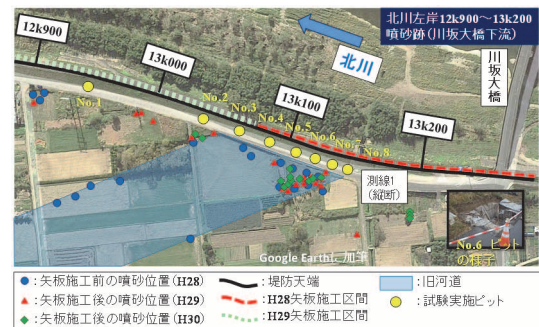 北川左岸12k900～13k200
噴砂跡(川坂大橋下流)
12k900
13k000
北川
川坂大橋
No.1
No.2
No.3
No.4
13k100
No.5
No.6
No.7
No.8
13k200
測線1
(縦断)
Google Earthに加筆
No.6 ピット
の様子
：矢板施工前の噴砂位置(H28)
：矢板施工後の噴砂位置(H29)
：矢板施工後の噴砂位置(H30)
：堤防天端
：H28矢板施工区間
：H29矢板施工区間
：旧河道
：試験実施ピット